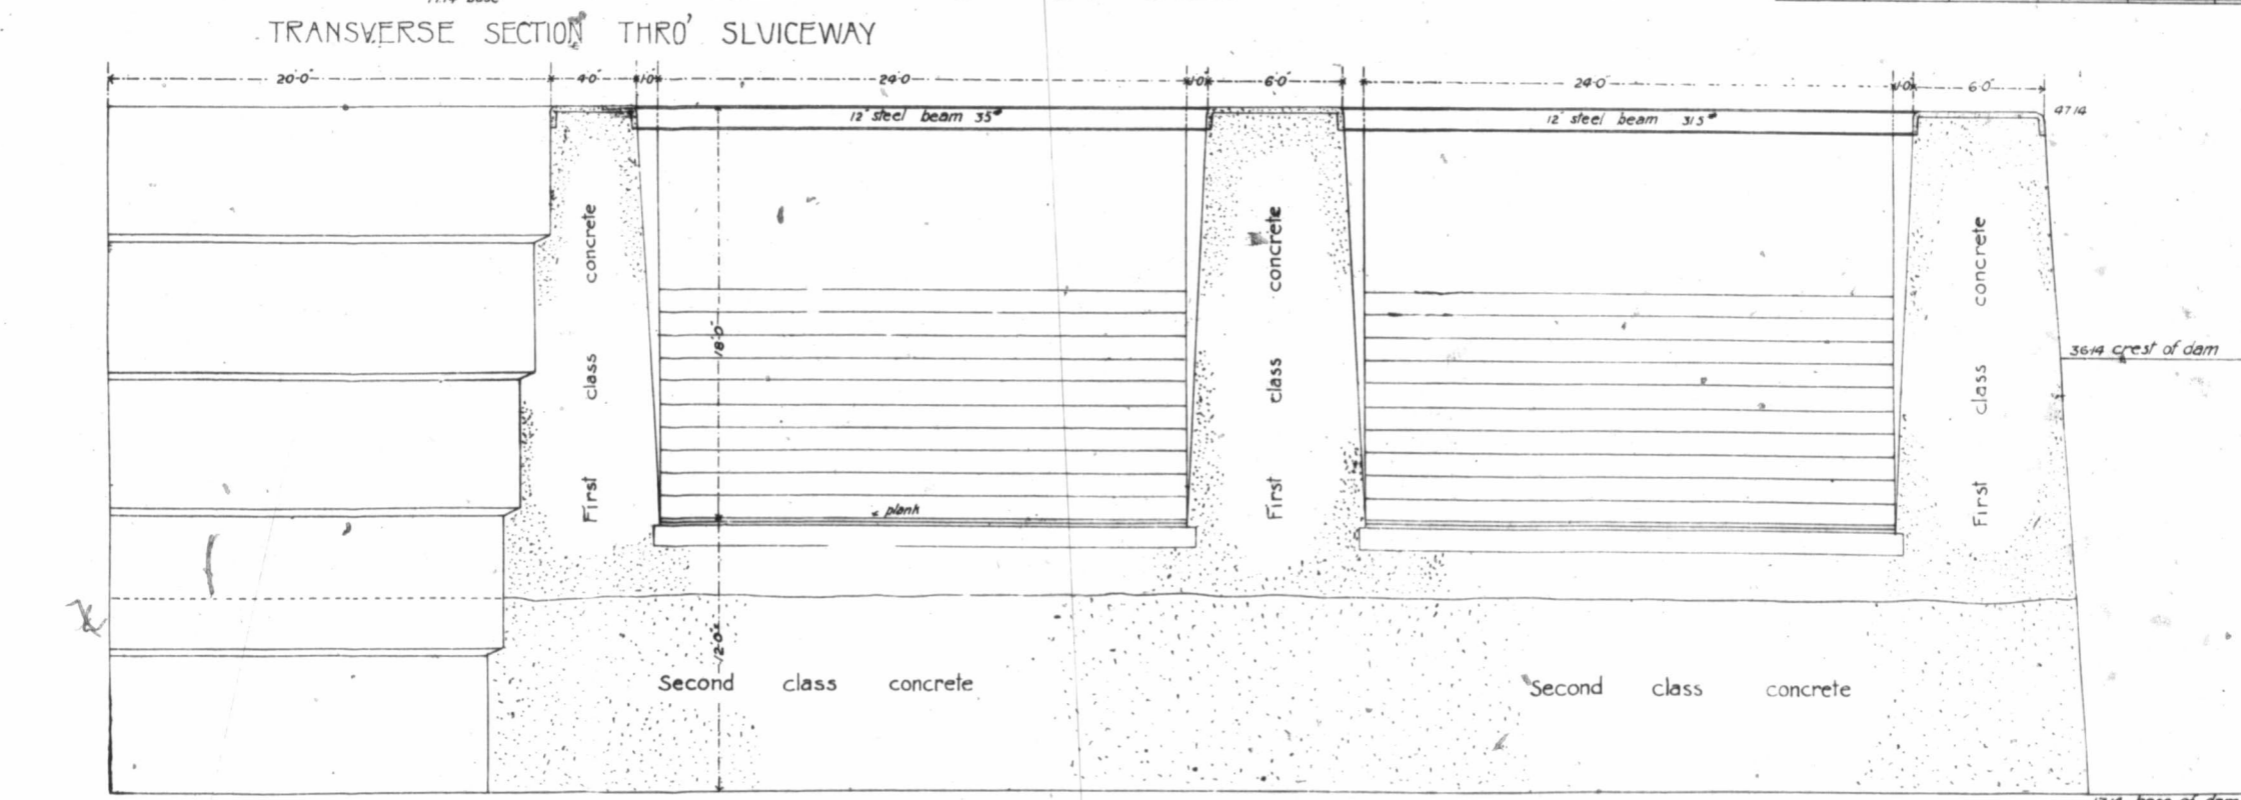 TRANSVERSE SECTION THRO' SLUICEWAY
20'-0" 4'-0" 1'-0" 24'-0 1'-0" 6'-0" 24'-0" 1'-0" 6'-0"
12" steel beam 35#
12" steel beam 31.5#
47.14
First class concrete
First class concrete
First class concrete
18'-0"
36.14 crest of dam
plank
12'-0"
Second class concrete
Second class concrete
base of dam